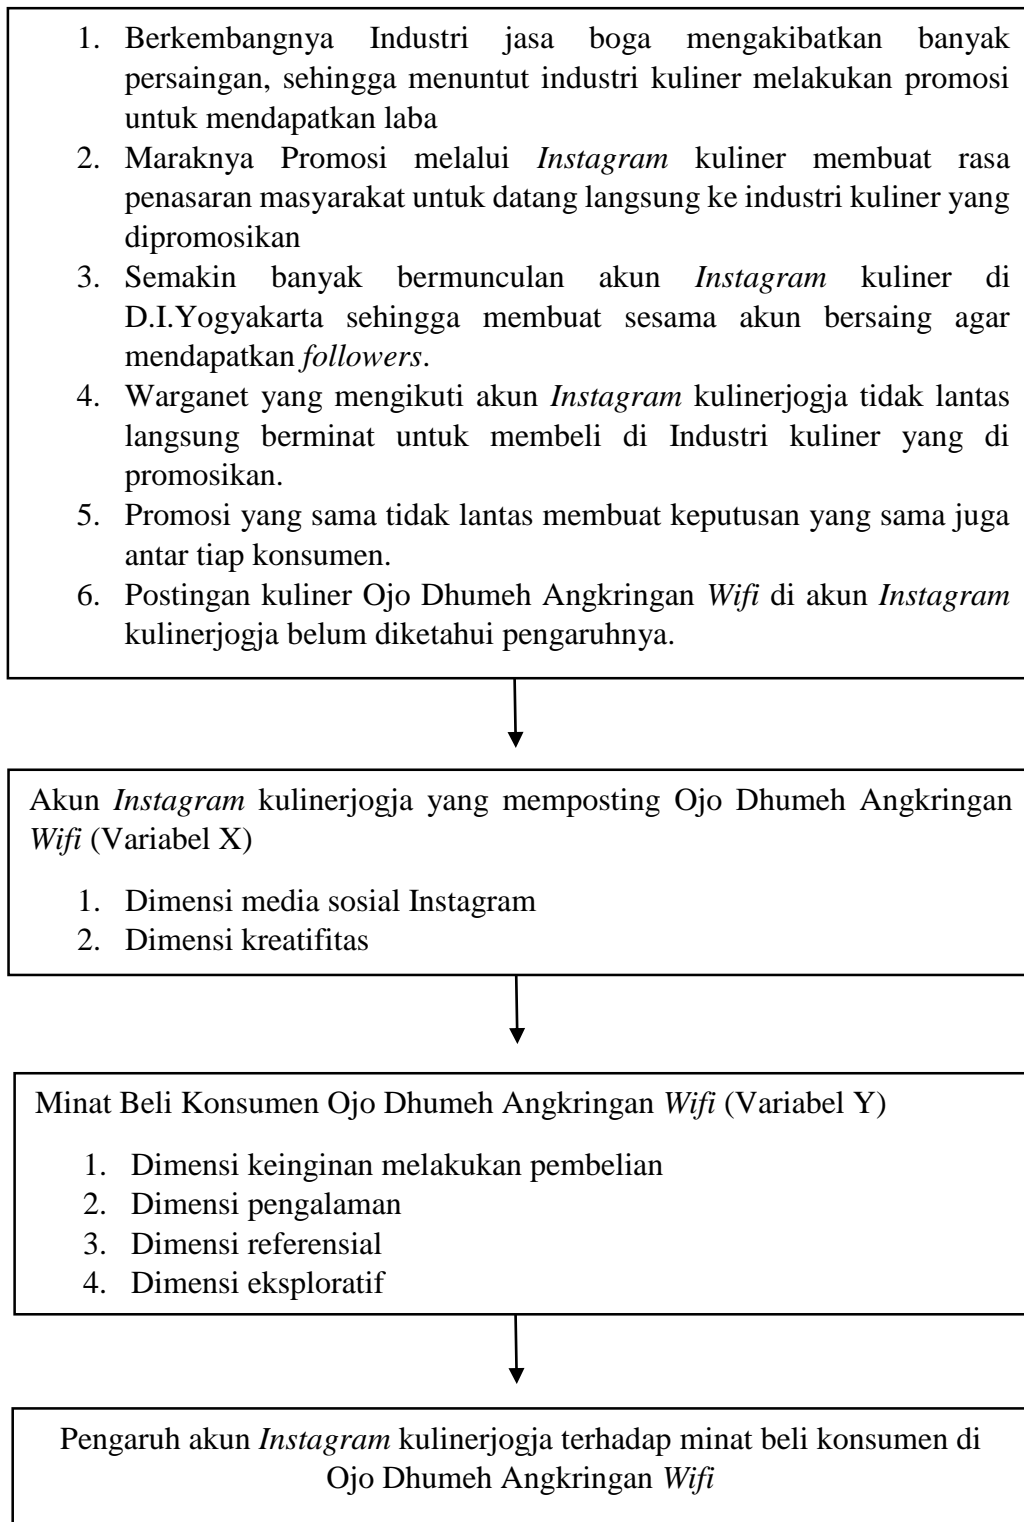 1. Berkembangnya Industri jasa boga mengakibatkan banyak
persaingan, sehingga menuntut industri kuliner melakukan promosi
untuk mendapatkan laba
2. Maraknya Promosi melalui Instagram kuliner membuat rasa
penasaran masyarakat untuk datang langsung ke industri kuliner yang
dipromosikan
3. Semakin banyak bermunculan akun Instagram kuliner di
D.I.Yogyakarta sehingga membuat sesama akun bersaing agar
mendapatkan followers.
4. Warganet yang mengikuti akun Instagram kulinerjogja tidak lantas
langsung berminat untuk membeli di Industri kuliner yang di
promosikan.
5. Promosi yang sama tidak lantas membuat keputusan yang sama juga
antar tiap konsumen.
6. Postingan kuliner Ojo Dhumeh Angkringan Wifi di akun Instagram
kulinerjogja belum diketahui pengaruhnya.
Akun Instagram kulinerjogja yang memposting Ojo Dhumeh Angkringan
Wifi (Variabel X)
1. Dimensi media sosial Instagram
2. Dimensi kreatifitas
Minat Beli Konsumen Ojo Dhumeh Angkringan Wifi (Variabel Y)
1. Dimensi keinginan melakukan pembelian
2. Dimensi pengalaman
3. Dimensi referensial
4. Dimensi eksploratif
Pengaruh akun Instagram kulinerjogja terhadap minat beli konsumen di
Ojo Dhumeh Angkringan Wifi